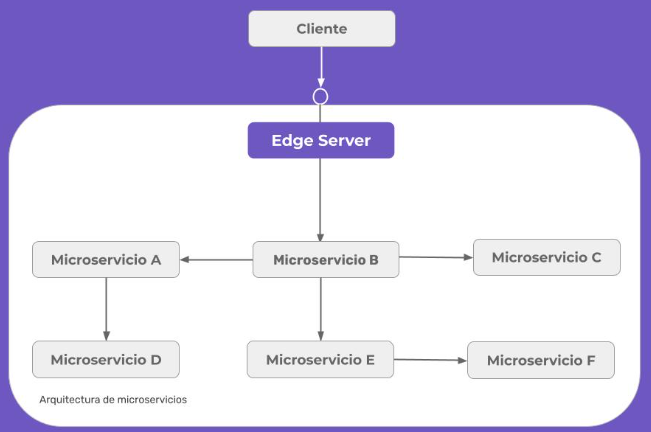 Cliente
Edge Server
Microservicio A
Microservicio B
Microservicio C
Microservicio D
Microservicio E
Microservicio F
Arquitectura de microservicios